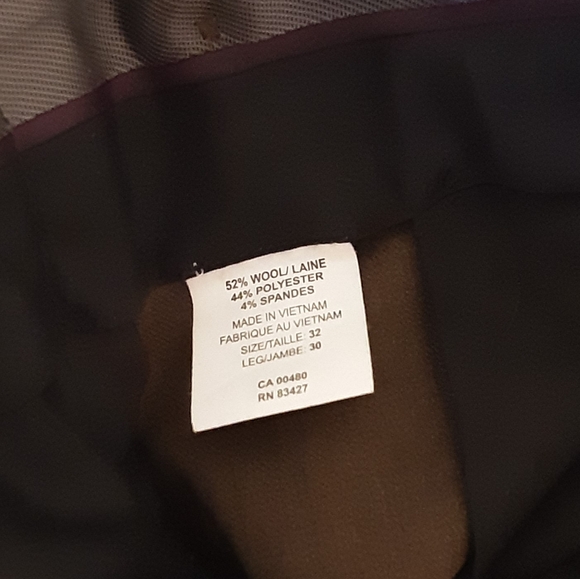 52% WOOL/ LAINE
44% POLYESTER
4% SPANDES
MADE IN VIETNAM
FABRIQUE AU VIETNAM
SIZE/TAILLE: 32
LEG/JAMBE: 30
CA 00480
RN 83427